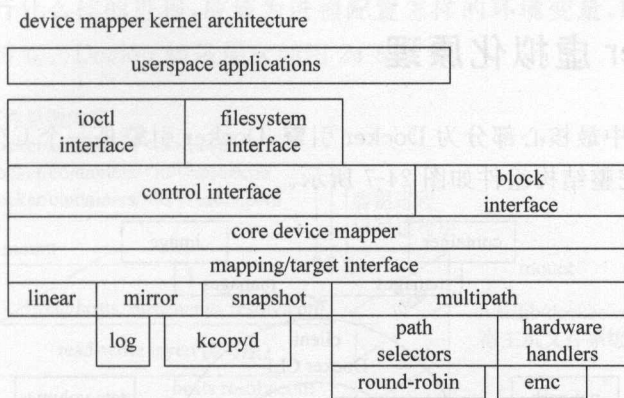 device mapper kernel architecture
userspace applications
ioctl
interface
filesystem
interface
control interface
block
interface
core device mapper
mapping/target interface
linear
mirror
snapshot
multipath
log
kcopyd
path
selectors
hardware
handlers
round-robin
emc